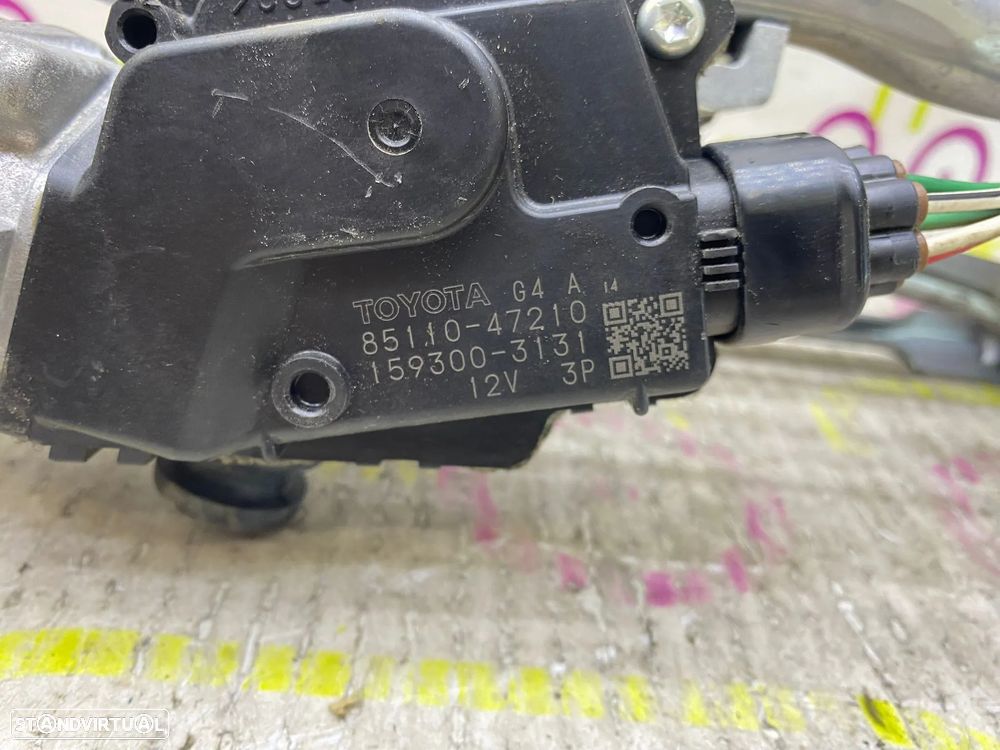 TOYOTA G4 A 14
85110-47210
159300-3131
12V 3P
STANDVIRTUAL